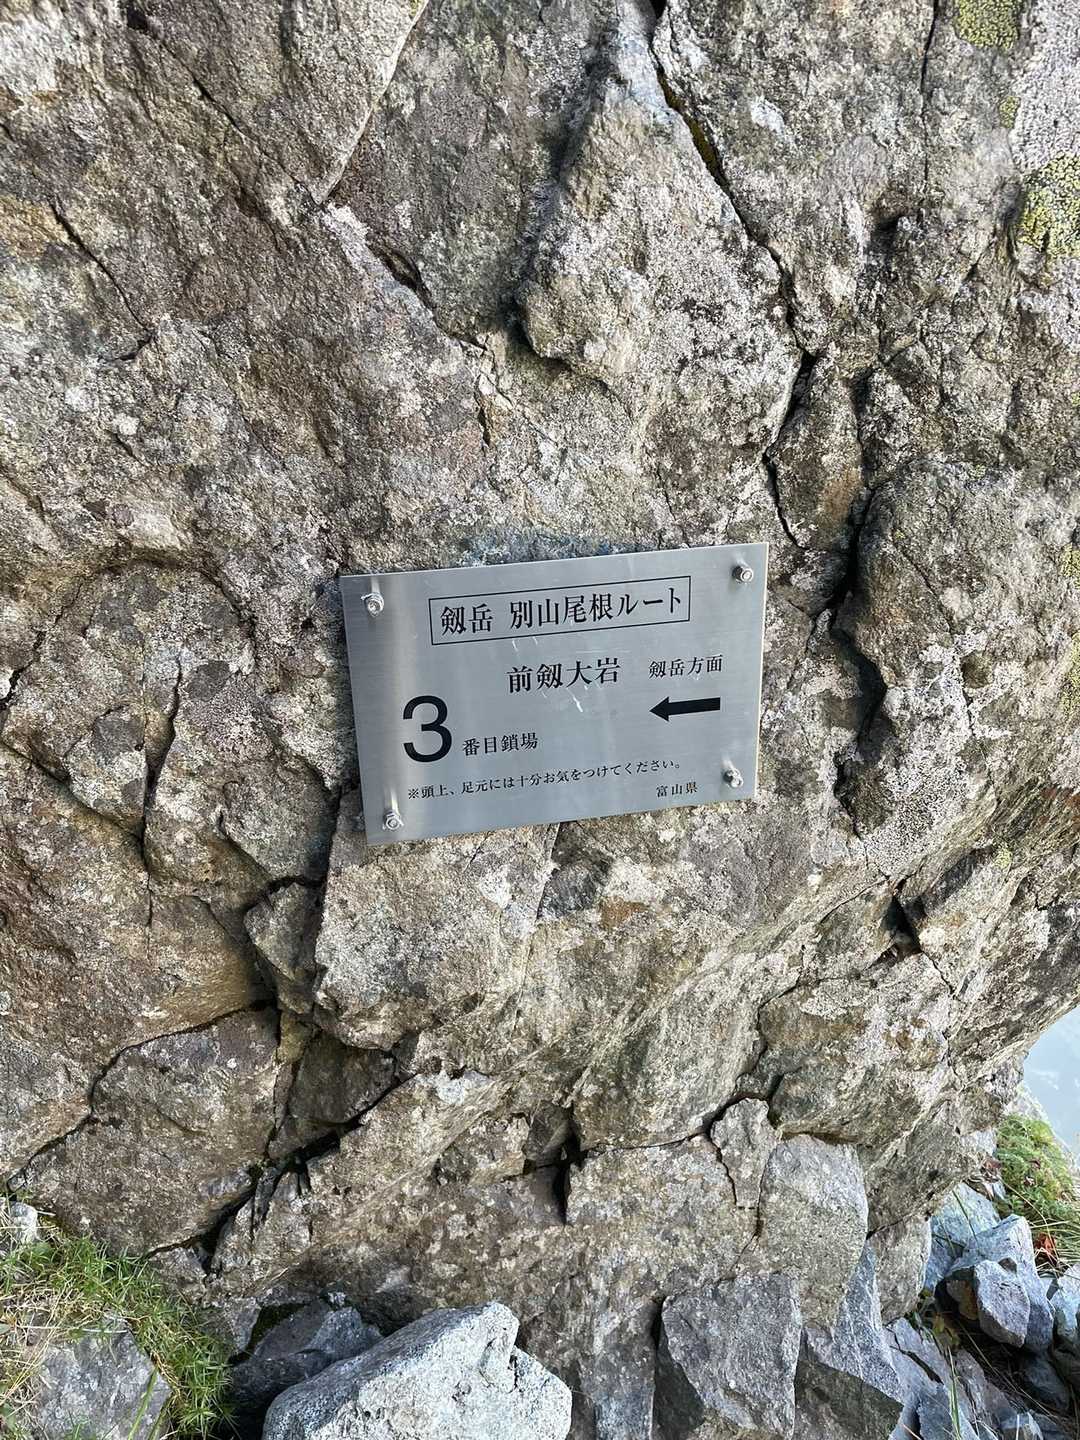 剱岳 別山尾根ルート
前剱大岩 剱岳方面
3番目鎖場 ←
※頭上、足元には十分お気をつけてください。
富山県